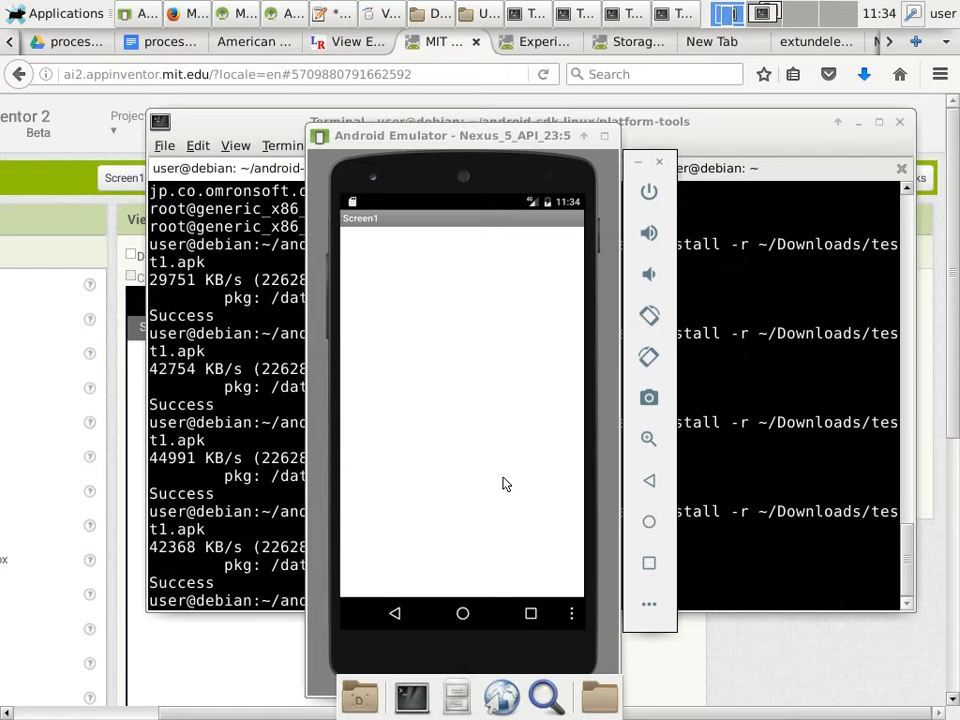 Applications
A...
M...
M...
A...
*...
V...
D...
U...
T...
T...
T...
T...
11:34
user
proces...
proces...
American ...
View E...
MIT ...
Experi...
Storag...
New Tab
extundele...
ai2.appinventor.mit.edu/?locale=en#5709880791662592
Search
entor 2
Beta
Projec
Terminal - user@debian: ~/android-sdk-linux/platform-tools
Android Emulator - Nexus_5_API_23:5
File Edit View Termin
Screen1
user@debian: ~/android-
er@debian: ~
ks
Vie
jp.co.omronsoft.o
root@generic_x86_
root@generic_x86_
user@debian:~/and
stall -r ~/Downloads/tes
t1.apk
29751 KB/s (22628
pkg: /dat
Success
user@debian:~/and
stall -r ~/Downloads/tes
t1.apk
42754 KB/s (22628
pkg: /dat
Success
user@debian:~/and
stall -r ~/Downloads/tes
t1.apk
44991 KB/s (22628
pkg: /dat
Success
user@debian:~/and
stall -r ~/Downloads/tes
t1.apk
42368 KB/s (22628
pkg: /dat
Success
user@debian:~/and
11:34
Screen1
ox